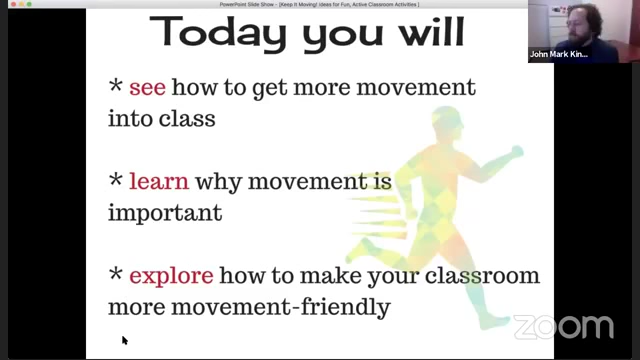 PowerPoint Slide Show - [Keep It Moving! Ideas for Fun, Active Classroom Activities ]
Today you will
John Mark Kin...
* see how to get more movement
into class
* learn why movement is
important
* explore how to make your classroom
more movement-friendly
zoom